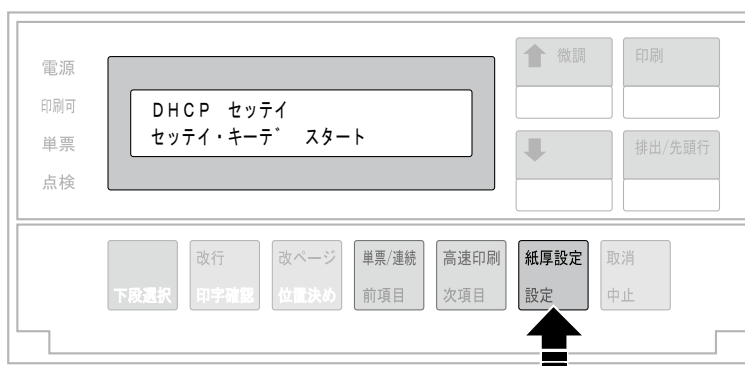 電源
印刷可
単票
点検
DHCP セッテイ
セッテイ・キーデ゛ スタート
微調
印刷
排出/先頭行
改行
改ページ
単票/連続
高速印刷
紙厚設定
取消
下段選択
印字確認
位置決め
前項目
次項目
設定
中止